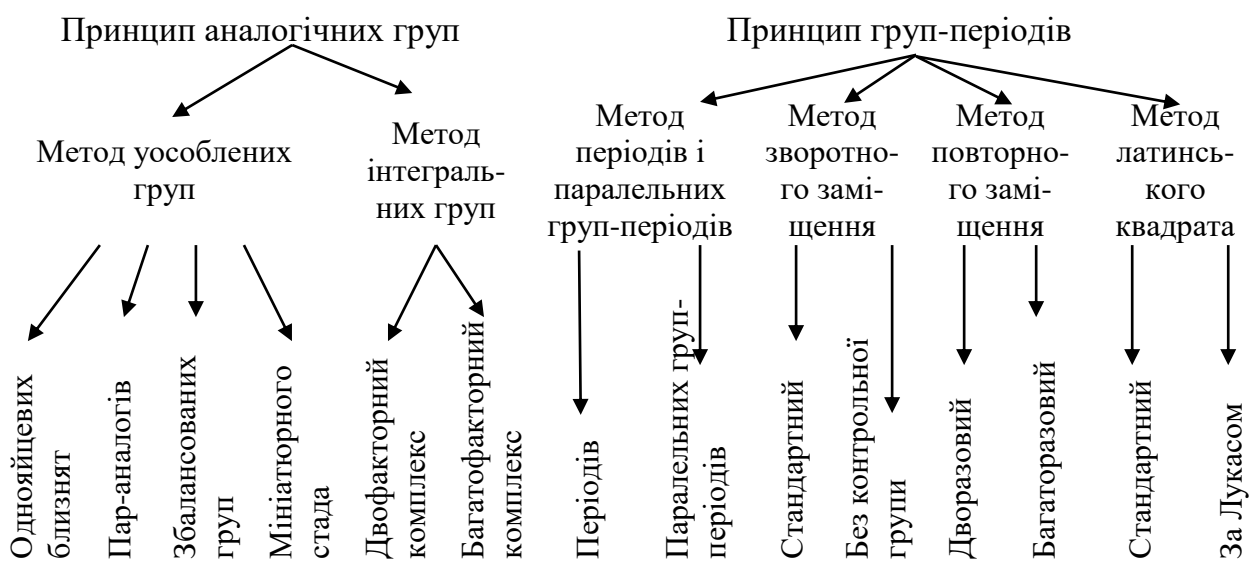 Принцип аналогічних груп
Принцип груп-періодів
Метод уособлених
груп
Метод
інтеграль-
них груп
Метод
періодів і
паралельних
груп-періодів
Метод
зворотно-
го замі-
щення
Метод
повторно-
го замі-
щення
Метод
латинсь-
кого
квадрата
Однояйцевих
близнят
Пар-аналогів
Збалансованих
груп
Мініатюрного
стада
Двофакторний
комплекс
Багатофакторний
комплекс
Періодів
Паралельних груп-
періодів
Стандартний
Без контрольної
групи
Дворазовий
Багаторазовий
Стандартний
За Лукасом